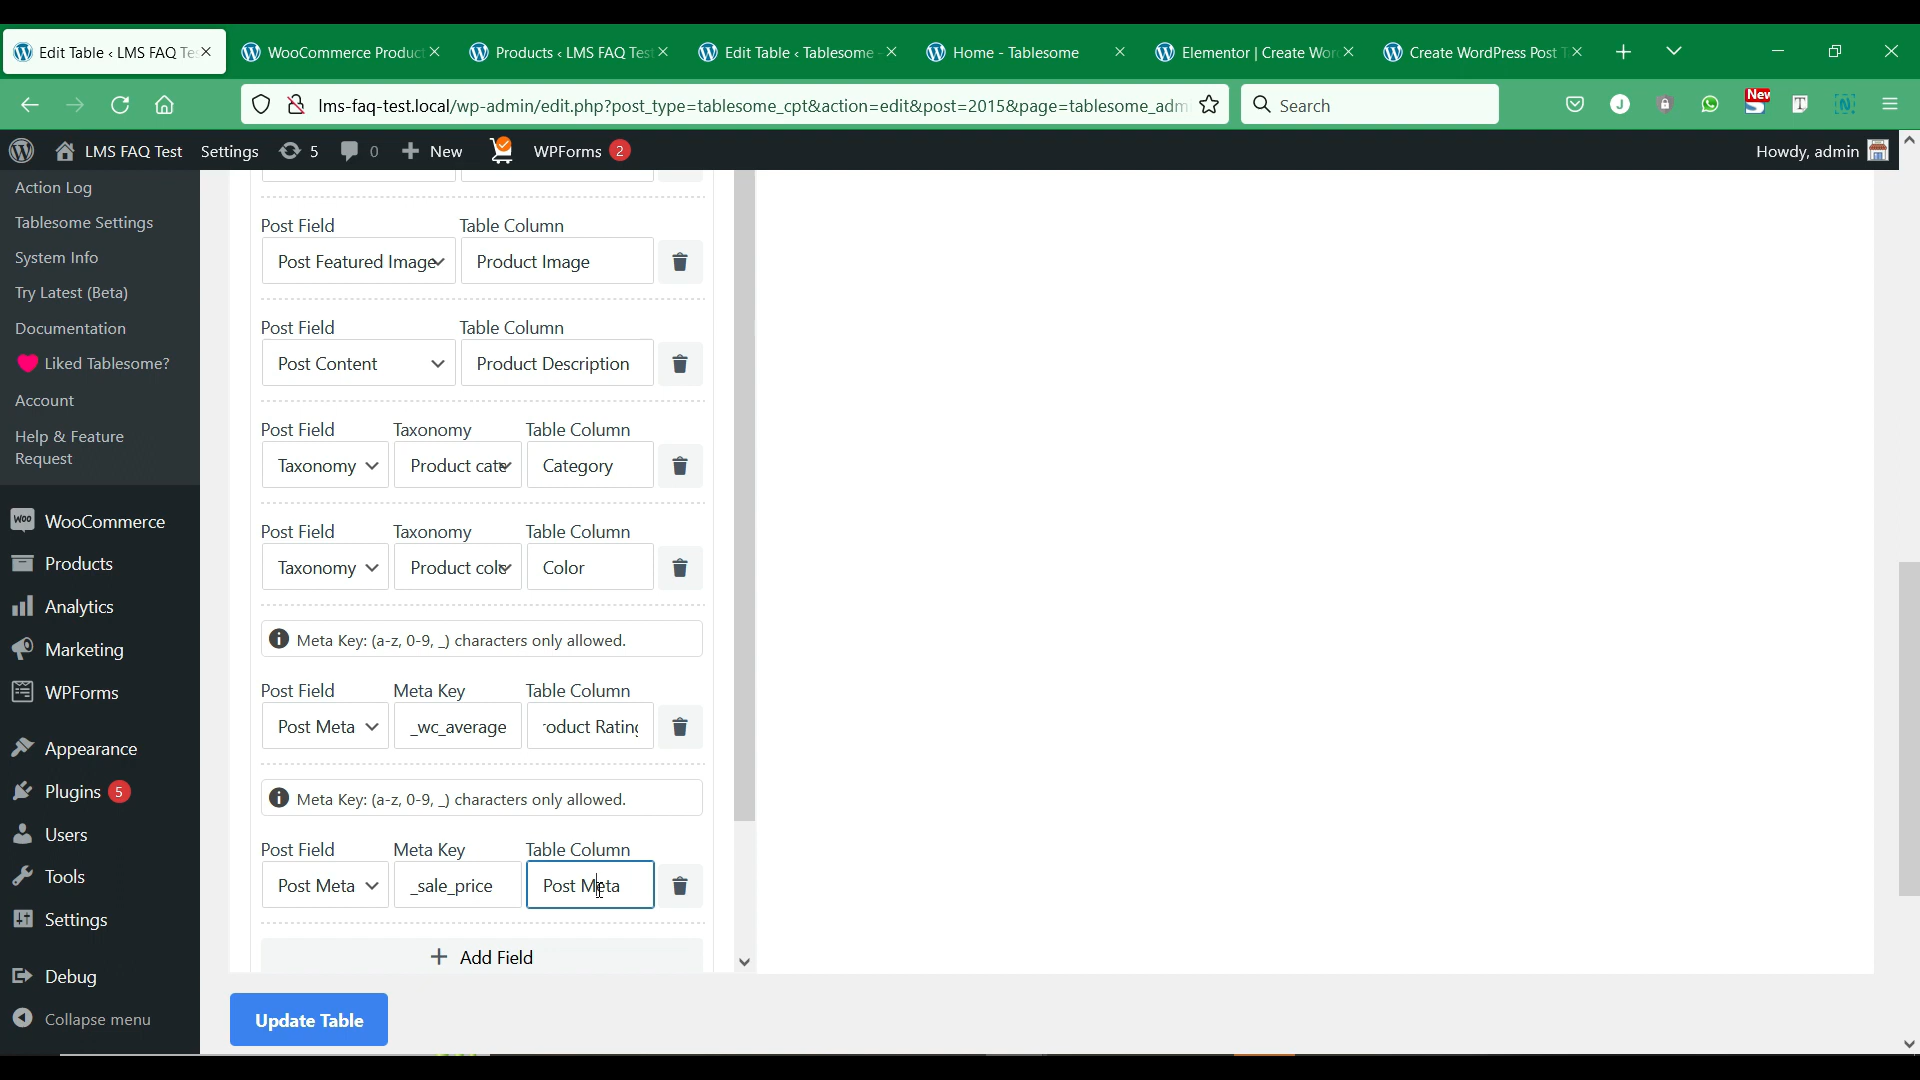 Edit Table ‹ LMS FAQ Te
WooCommerce Product
Products ‹ LMS FAQ Test
Edit Table ‹ Tablesome
Home - Tablesome
Elementor | Create Wor
Create WordPress Post T
lms-faq-test.local/wp-admin/edit.php?post_type=tablesome_cpt&action=edit&post=2015&page=tablesome_adm
Search
J
New
S
T
N
LMS FAQ Test
Settings
5
0
New
WPForms 2
Howdy, admin
Action Log
Tablesome Settings
System Info
Try Latest (Beta)
Documentation
Liked Tablesome?
Account
Help & Feature
Request
WooCommerce
Products
Analytics
Marketing
WPForms
Appearance
Plugins 5
Users
Tools
Settings
Debug
Collapse menu
Post Field Table Column
Post Featured Image Product Image
Post Field Table Column
Post Content Product Description
Post Field Taxonomy Table Column
Taxonomy Product cate Category
Post Field Taxonomy Table Column
Taxonomy Product colo Color
Meta Key: (a-z, 0-9, _) characters only allowed.
Post Field Meta Key Table Column
Post Meta _wc_average roduct Rating
Meta Key: (a-z, 0-9, _) characters only allowed.
Post Field Meta Key Table Column
Post Meta _sale_price Post Meta
+ Add Field
Update Table